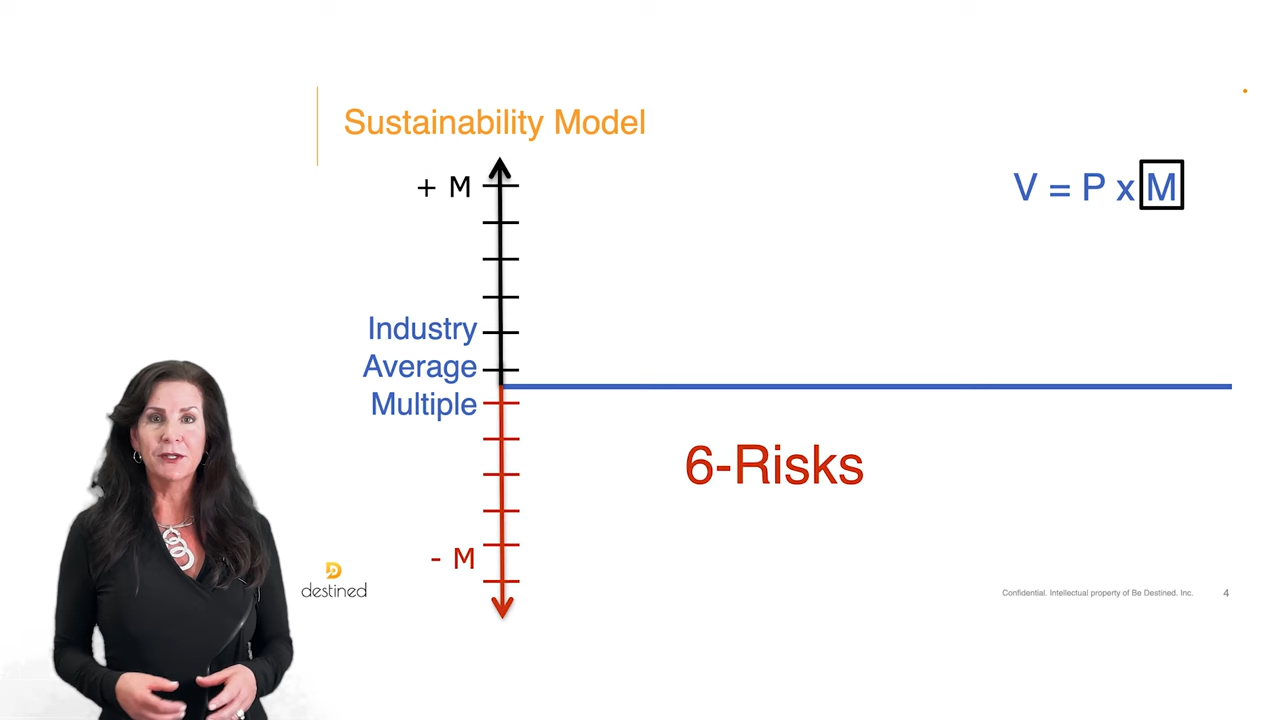 Sustainability Model
+ M
V = P x M
Industry
Average
Multiple
6-Risks
- M
destined
Confidential. Intellectual property of Be Destined. Inc.
4